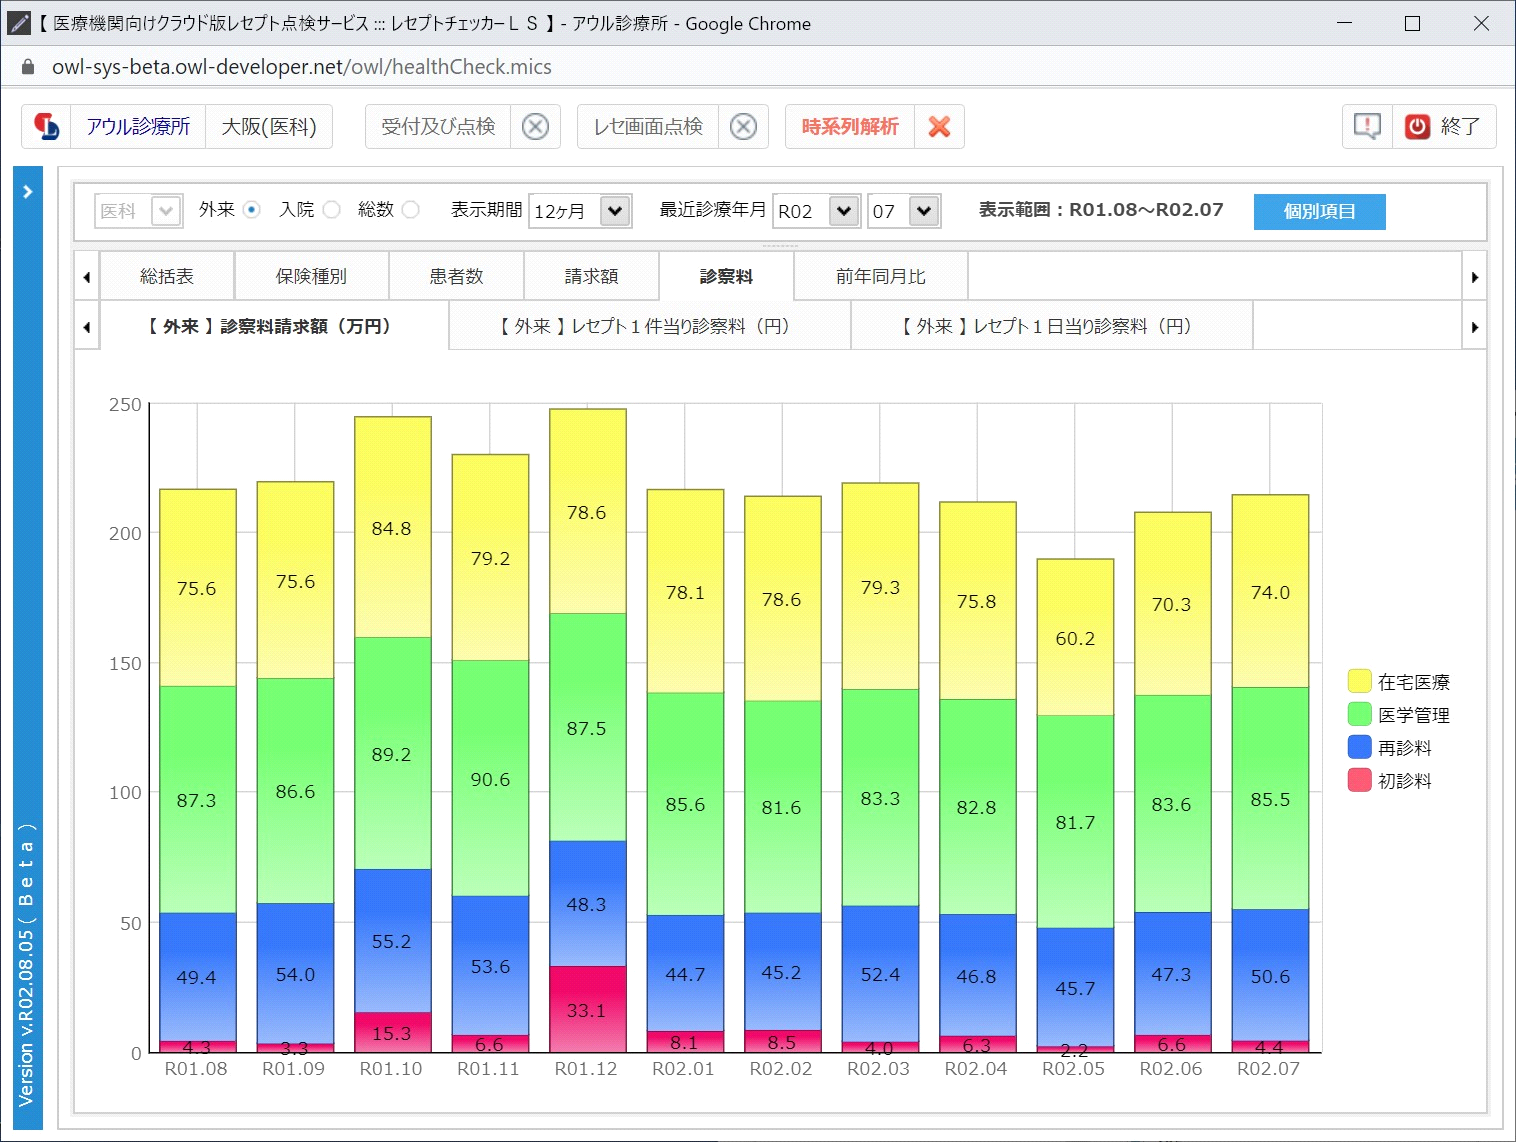 【 医療機関向けクラウド版レセプト点検サービス ::: レセプトチェッカーＬＳ 】 - アウル診療所 - Google Chrome
owl-sys-beta.owl-developer.net/owl/healthCheck.mics
アウル診療所 大阪(医科) 受付及び点検 レセ画面点検 時系列解析 終了
医科 外来 入院 総数 表示期間 12ヶ月 最近診療年月 R02 07 表示範囲：R01.08～R02.07 個別項目
総括表 保険種別 患者数 請求額 診察料 前年同月比
【 外来 】診察料請求額（万円） 【 外来 】レセプト１件当り診察料（円） 【 外来 】レセプト１日当り診察料（円）
250
200
150
100
50
0
75.6 75.6 84.8 79.2 78.6 78.1 78.6 79.3 75.8 60.2 70.3 74.0
87.3 86.6 89.2 90.6 87.5 85.6 81.6 83.3 82.8 81.7 83.6 85.5
49.4 54.0 55.2 53.6 48.3 44.7 45.2 52.4 46.8 45.7 47.3 50.6
4.3 3.3 15.3 6.6 33.1 8.1 8.5 4.0 6.3 2.2 6.6 4.4
R01.08 R01.09 R01.10 R01.11 R01.12 R02.01 R02.02 R02.03 R02.04 R02.05 R02.06 R02.07
在宅医療
医学管理
再診料
初診料
Version v.R02.08.05 ( Beta )